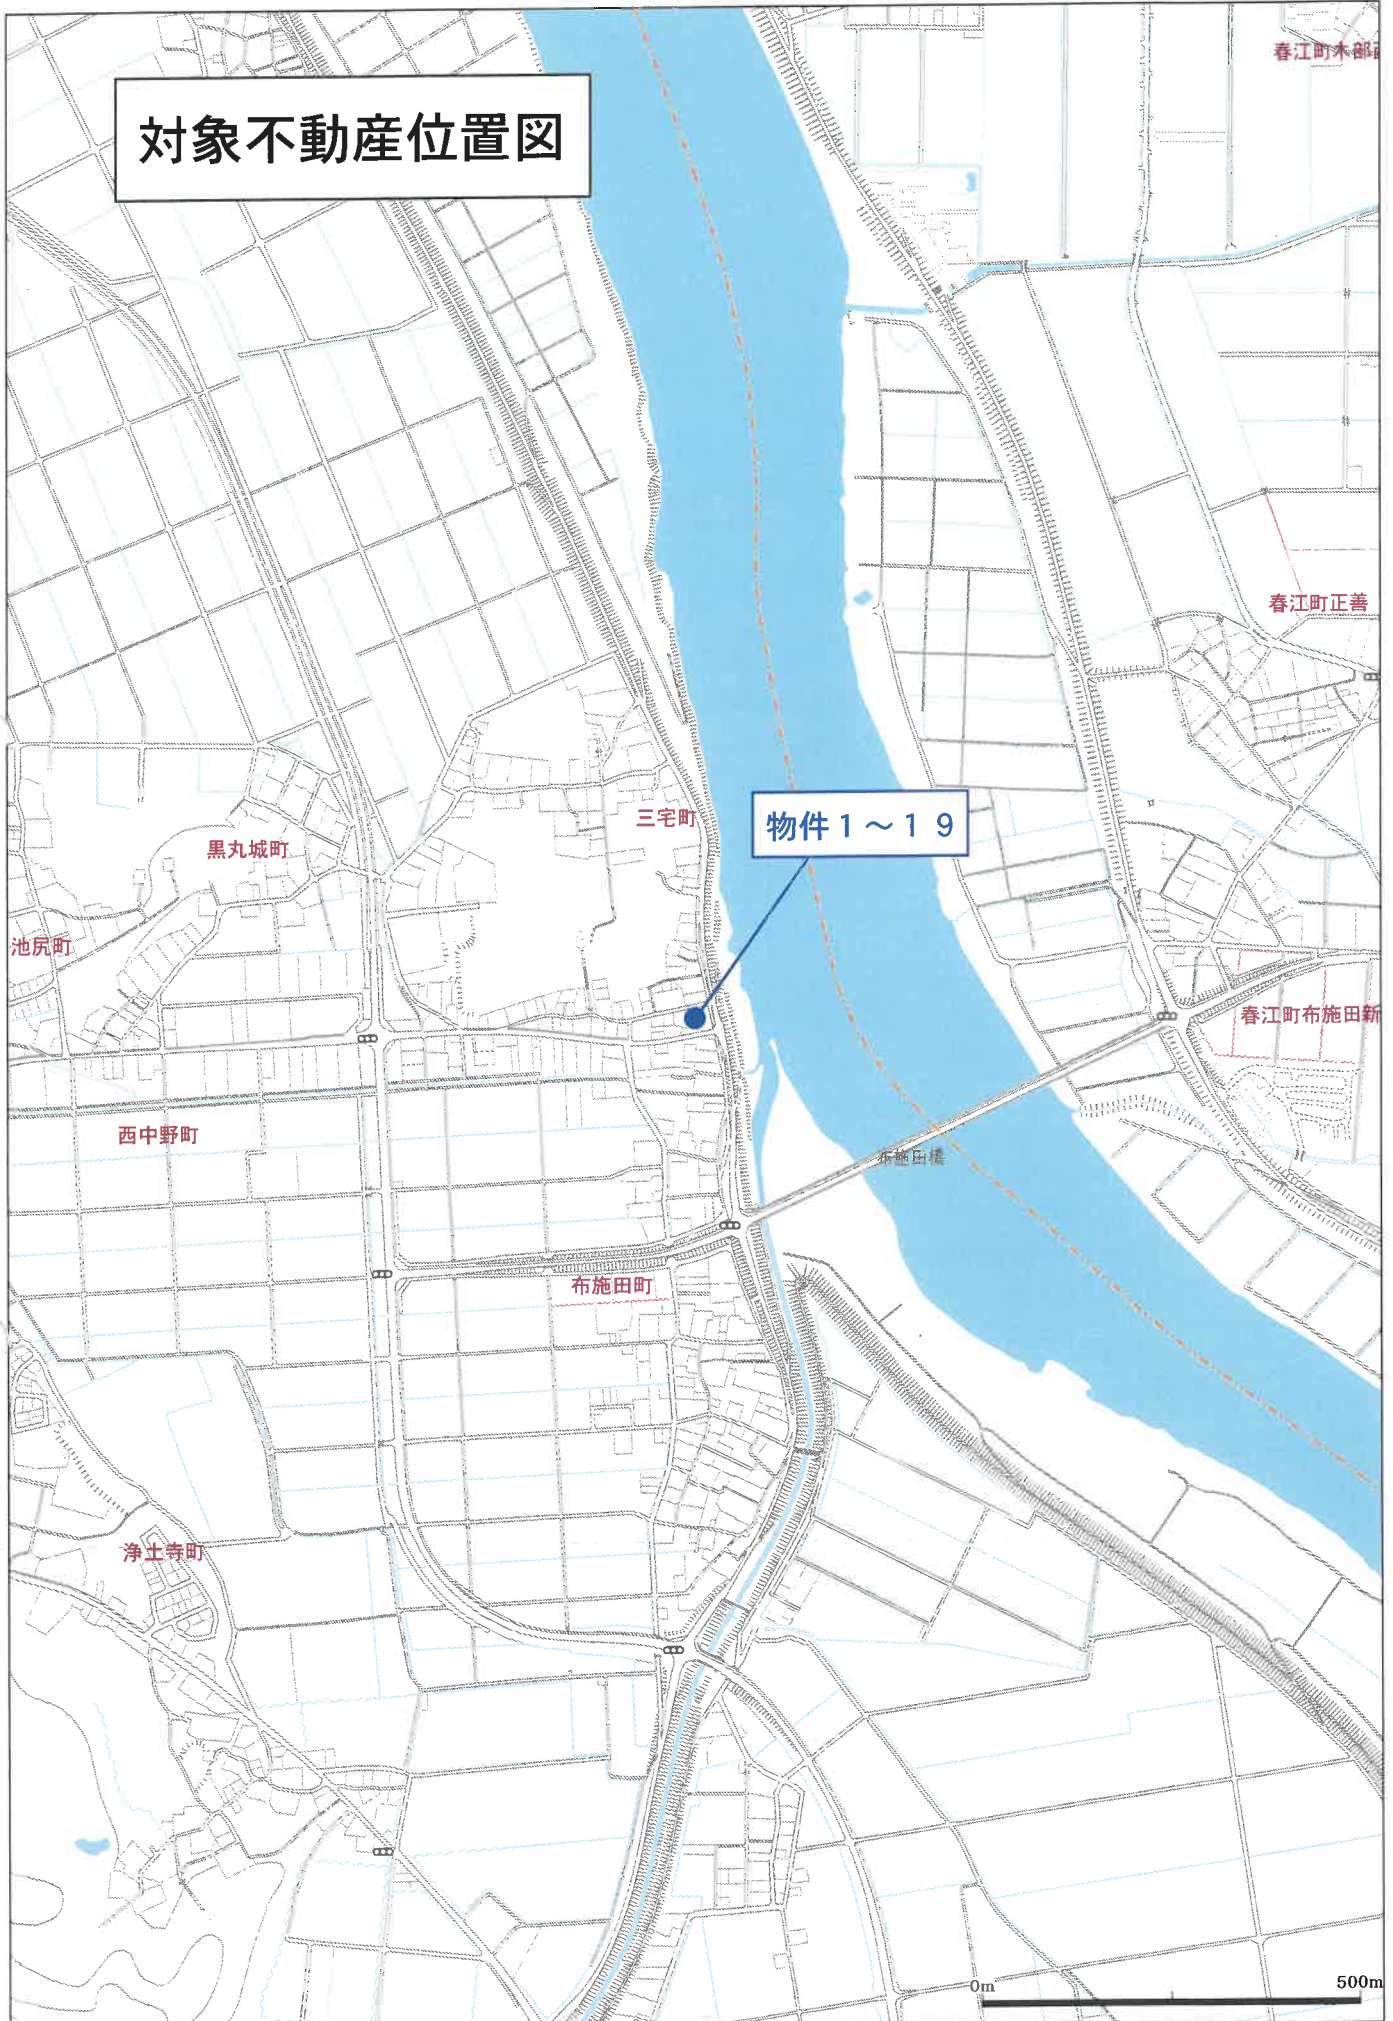 春江町木部西
対象不動産位置図
春江町正善
三宅町
物件１～１９
黒丸城町
池尻町
春江町布施田新
西中野町
布施田橋
布施田町
浄土寺町
0m
500m